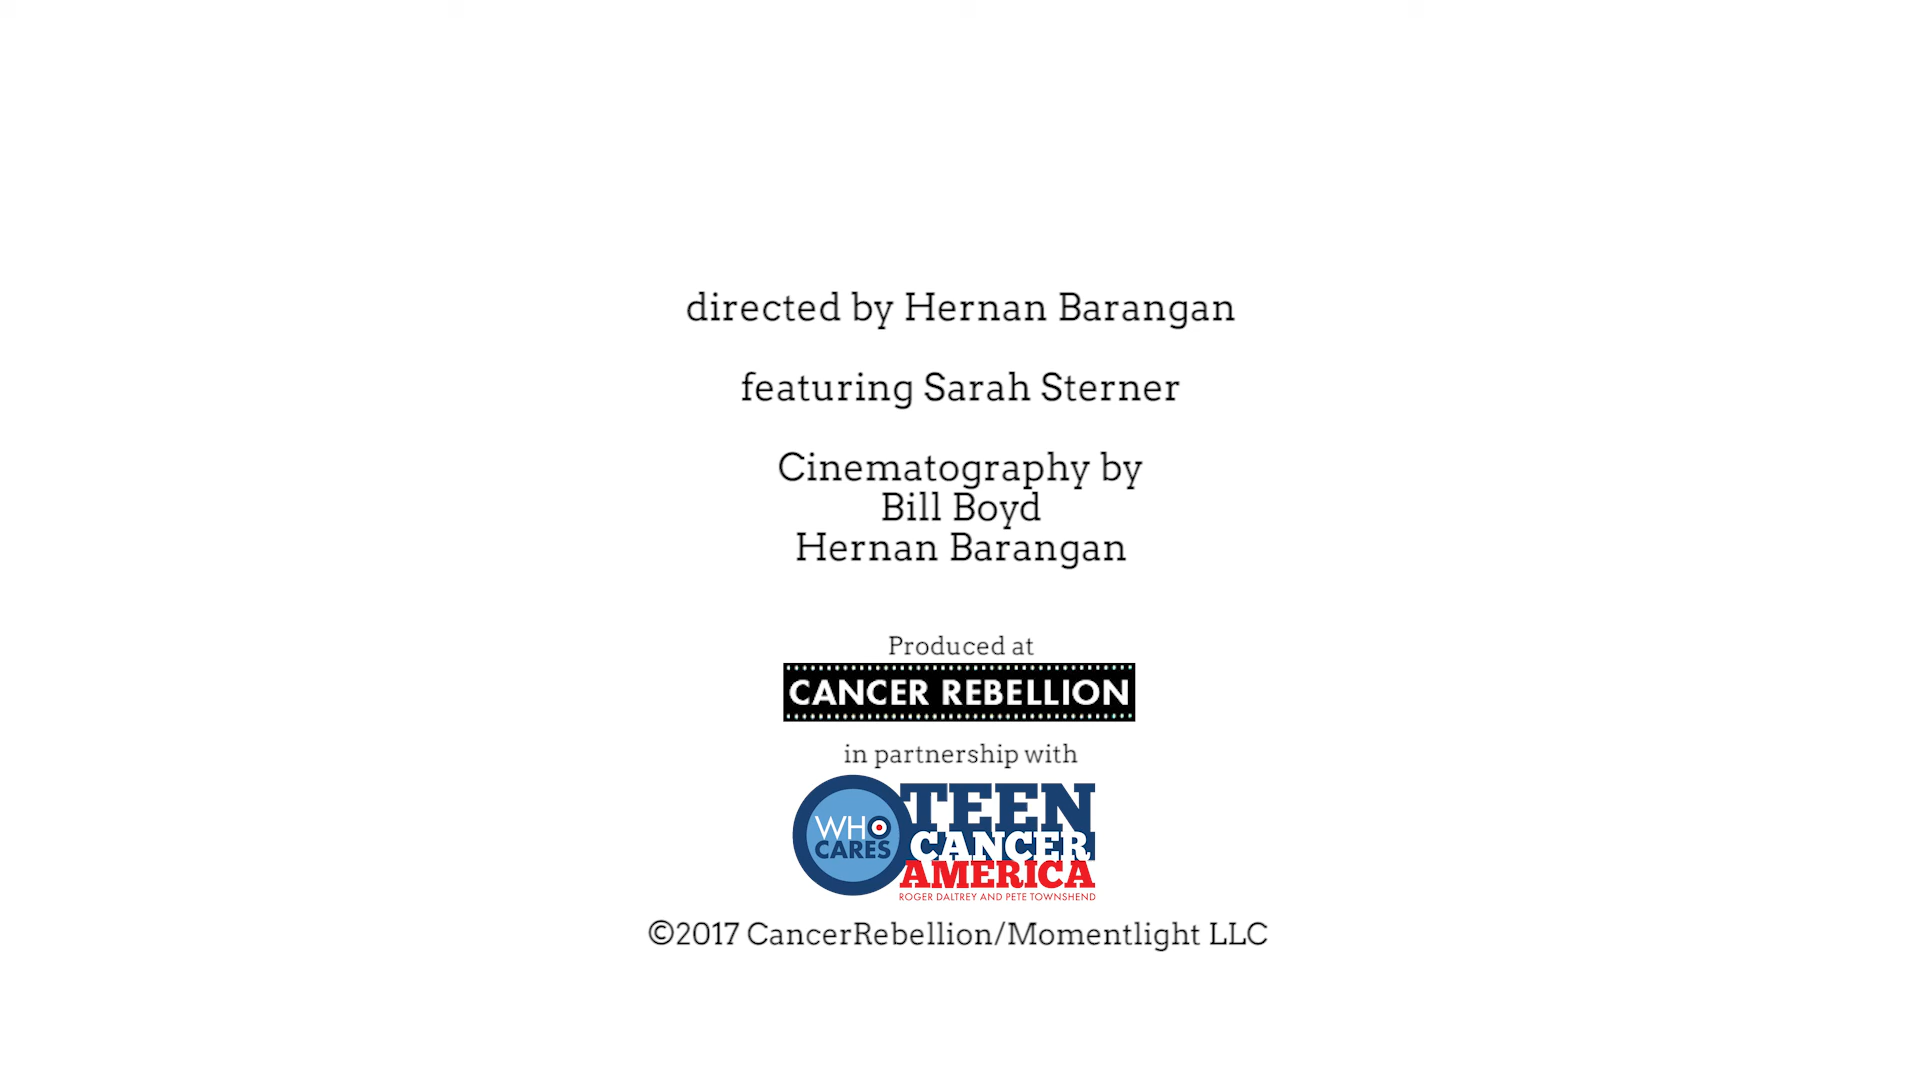 directed by Hernan Barangan
featuring Sarah Sterner
Cinematography by
Bill Boyd
Hernan Barangan
Produced at
CANCER REBELLION
in partnership with
WHO
CARES
TEEN
CANCER
AMERICA
ROGER DALTREY AND PETE TOWNSHEND
©2017 CancerRebellion/Momentlight LLC